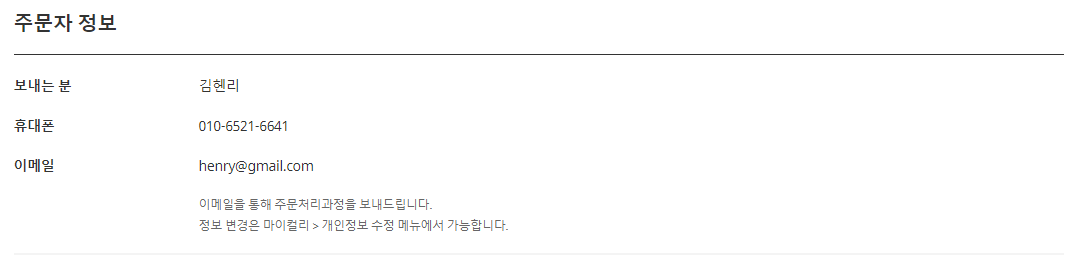 주문자 정보
보내는 분 김헨리
휴대폰 010-6521-6641
이메일 henry@gmail.com
이메일을 통해 주문처리과정을 보내드립니다.
정보 변경은 마이컬리 > 개인정보 수정 메뉴에서 가능합니다.